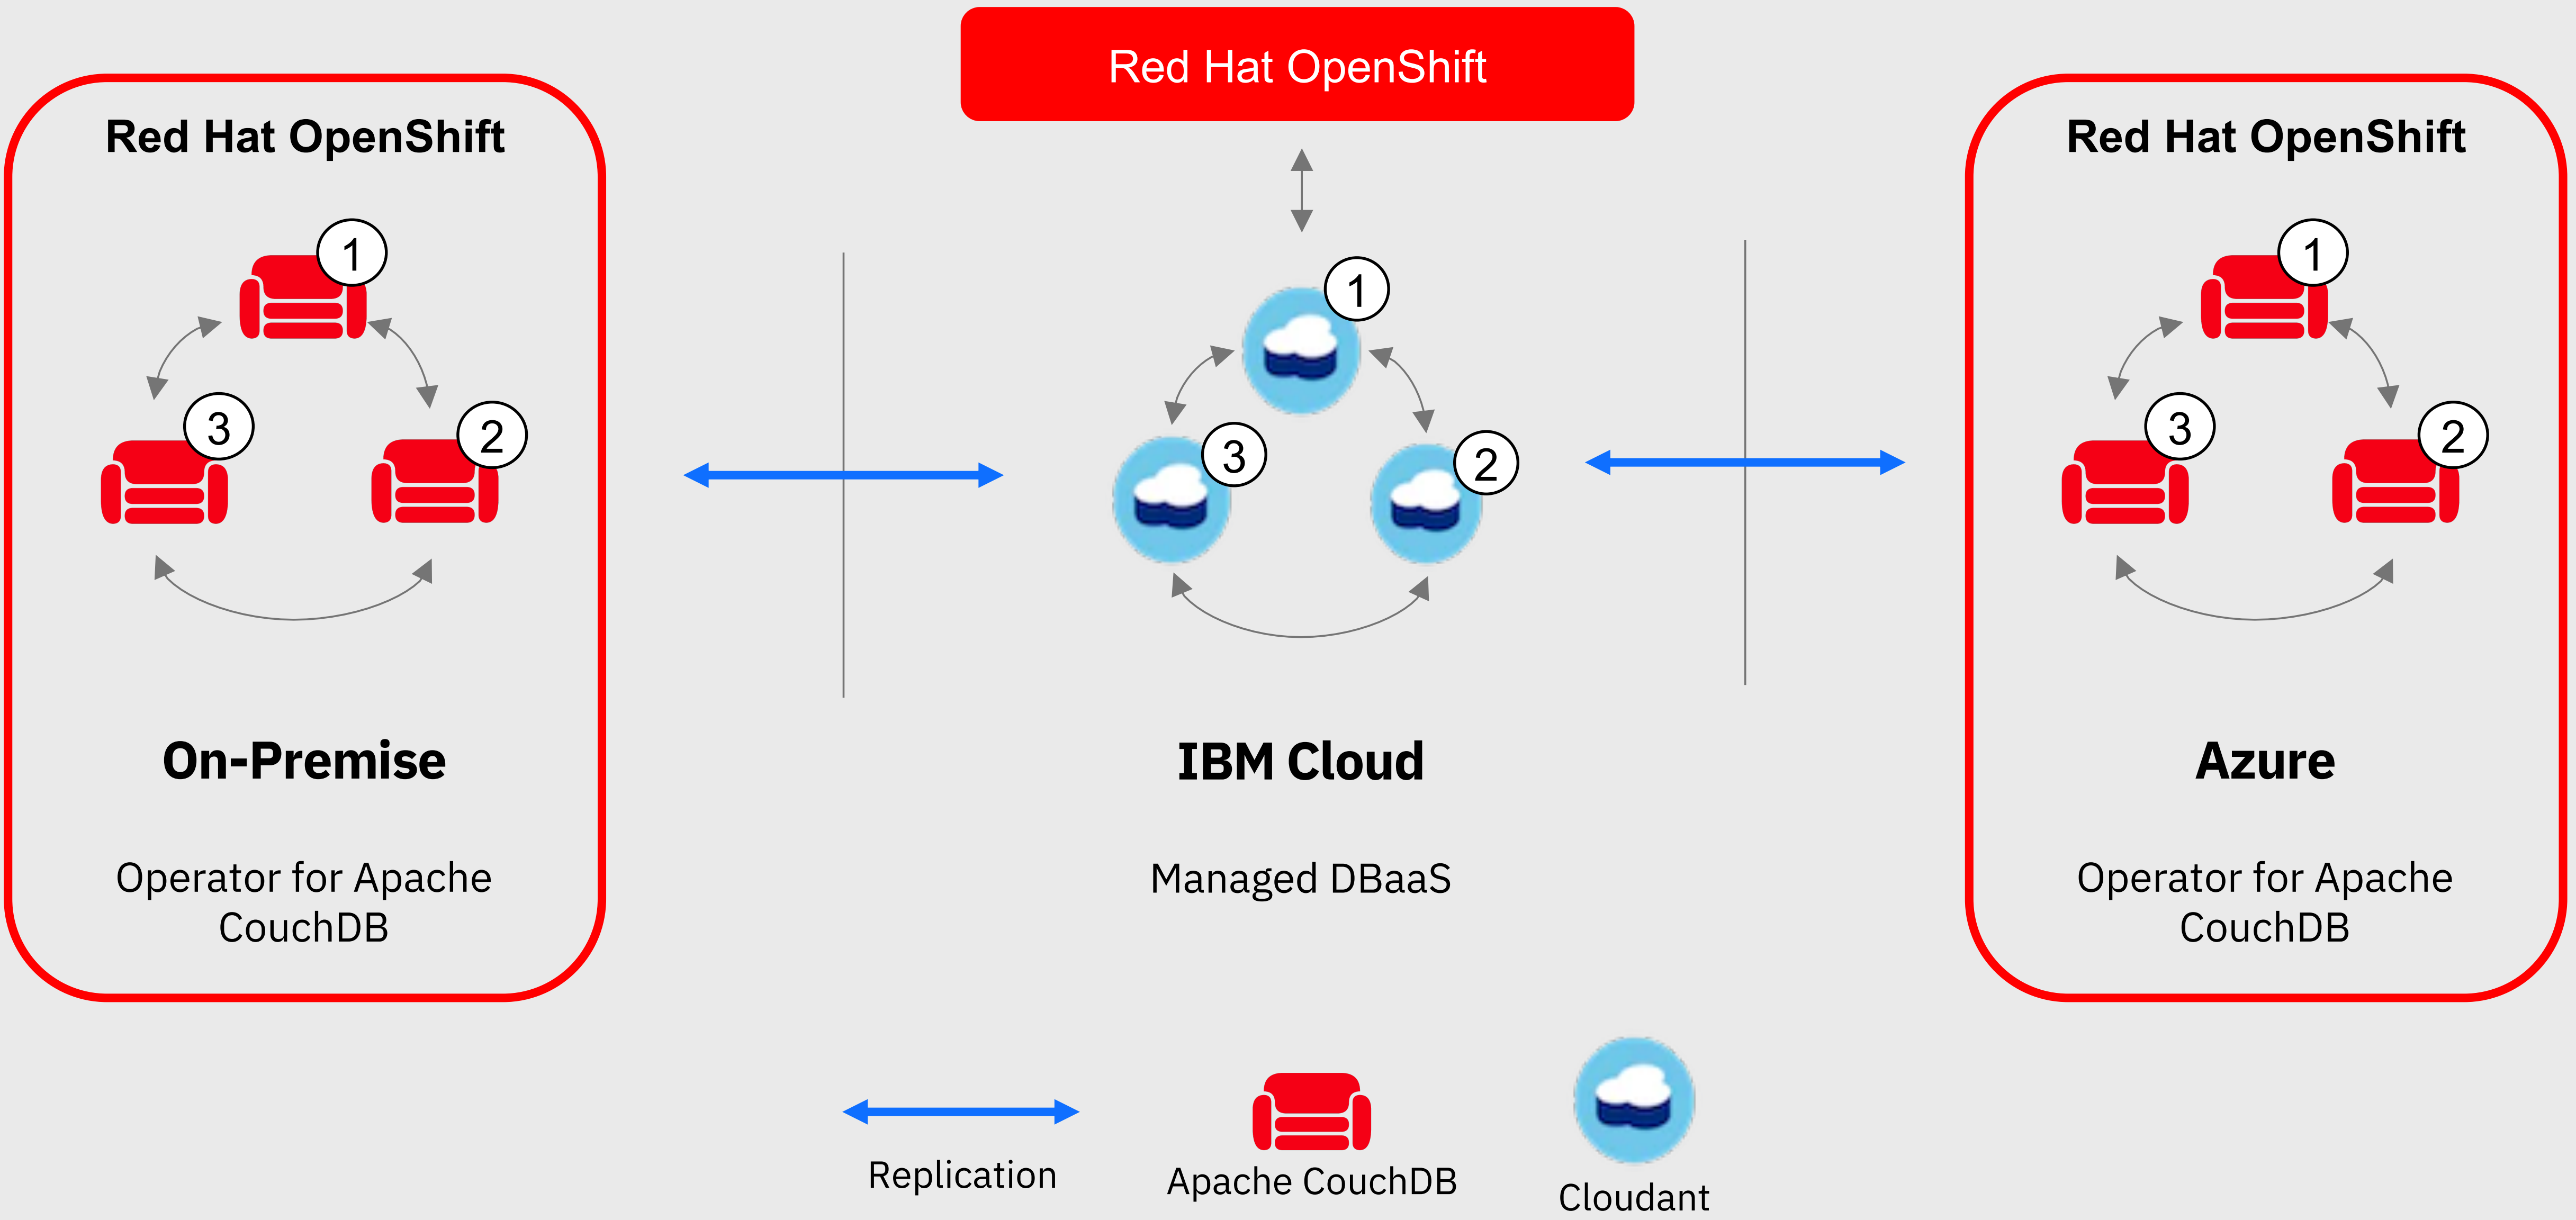 Red Hat OpenShift
Red Hat OpenShift
1
3
2
On-Premise
Operator for Apache
CouchDB
1
3
2
IBM Cloud
Managed DBaaS
Red Hat OpenShift
1
3
2
Azure
Operator for Apache
CouchDB
Replication
Apache CouchDB
Cloudant